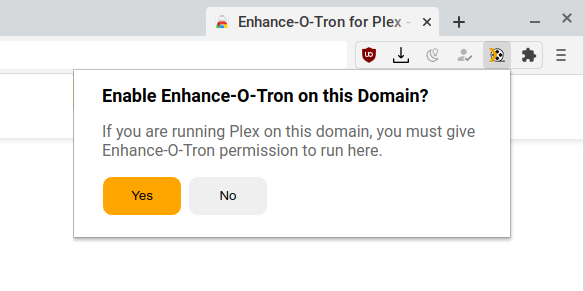 Enhance-O-Tron for Plex -
Enable Enhance-O-Tron on this Domain?
If you are running Plex on this domain, you must give
Enhance-O-Tron permission to run here.
Yes
No